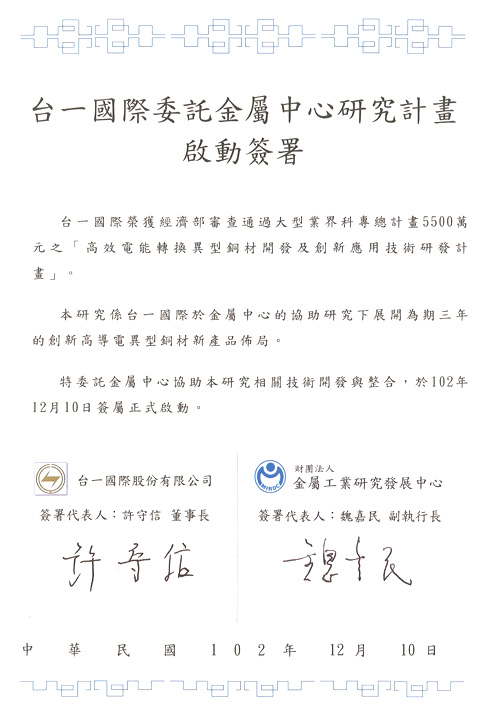 台一國際委託金屬中心研究計畫
啟動簽署
台一國際榮獲經濟部審查通過大型業界科專總計畫5500萬
元之「高效電能轉換異型銅材開發及創新應用技術研發計
畫」。
本研究係台一國際於金屬中心的協助研究下展開為期三年
的創新高導電異型銅材新產品佈局。
特委託金屬中心協助本研究相關技術開發與整合，於102年
12月10日簽屬正式啟動。
台一國際股份有限公司
簽署代表人：許守信 董事長
許守信
MIRDC
財團法人
金屬工業研究發展中心
簽署代表人：魏嘉民 副執行長
魏嘉民
中華民國102年12月10日